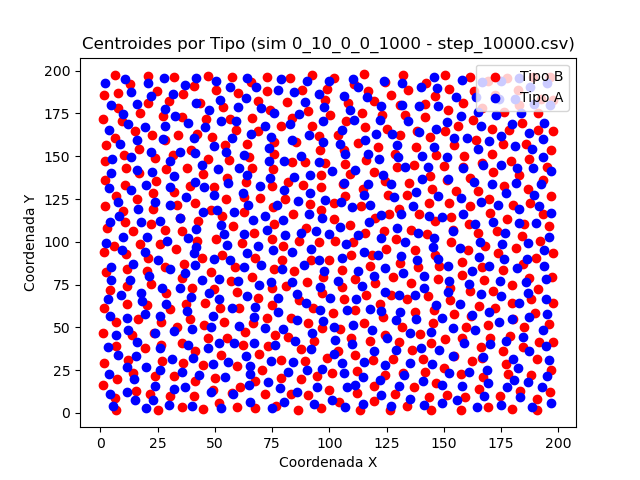 Centroides por Tipo (sim 0_10_0_0_1000 - step_10000.csv)
Tipo B
Tipo A
Coordenada Y
200
175
150
125
100
75
50
25
0
0 25 50 75 100 125 150 175 200
Coordenada X